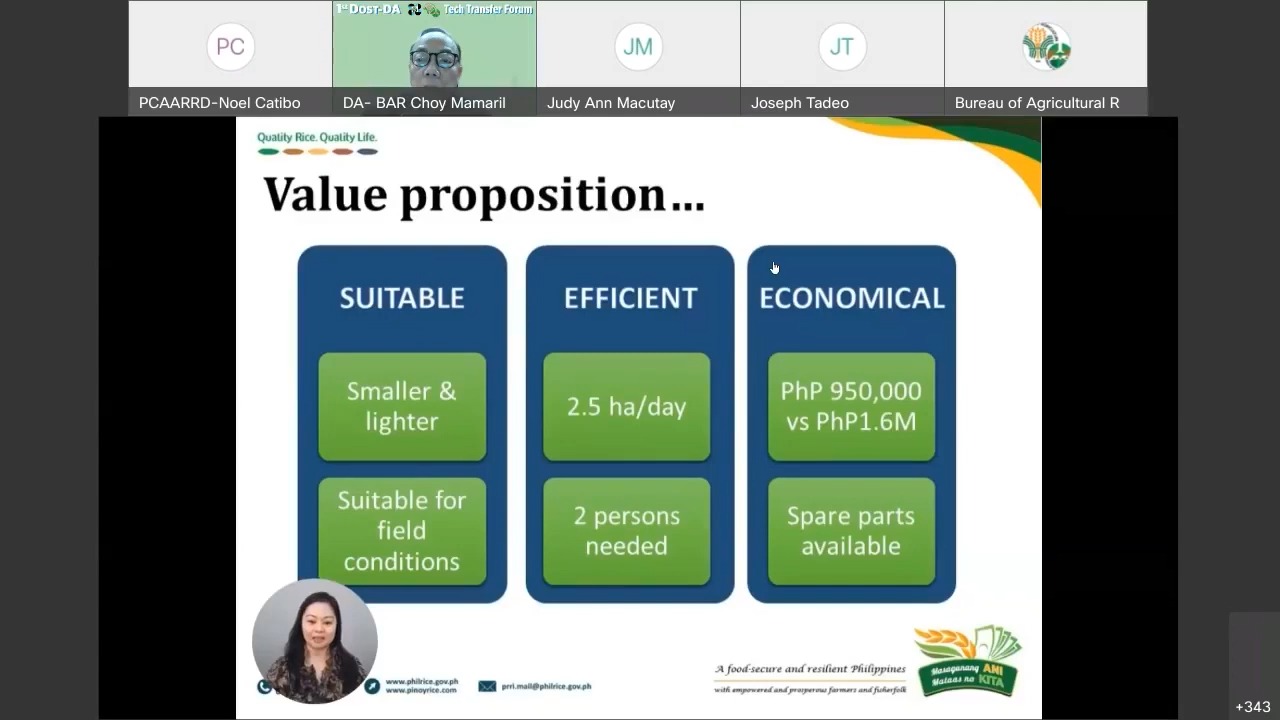 1st DOST-DA Tech Transfer Forum
PC
JM
JT
PCAARRD-Noel Catibo
DA- BAR Choy Mamaril
Judy Ann Macutay
Joseph Tadeo
Bureau of Agricultural R
Quality Rice. Quality Life.
Value proposition...
SUITABLE
Smaller &
lighter
Suitable for
field
conditions
EFFICIENT
2.5 ha/day
2 persons
needed
ECONOMICAL
PhP 950,000
vs PhP1.6M
Spare parts
available
www.philrice.gov.ph
www.pinoyrice.com
prri.mail@philrice.gov.ph
A food-secure and resilient Philippines
with empowered and prosperous farmers and fisherfolk
Masaganang ANI
Mataas na KITA
+343